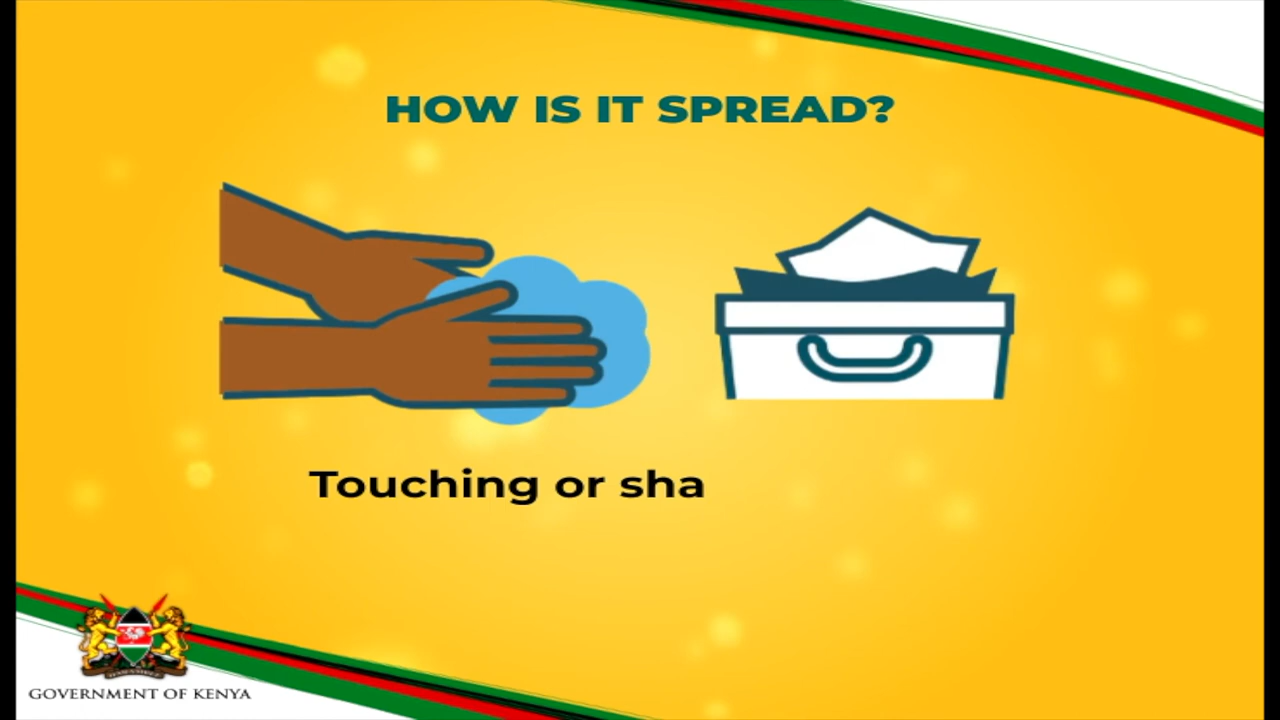 HOW IS IT SPREAD?
Touching or sha
GOVERNMENT OF KENYA